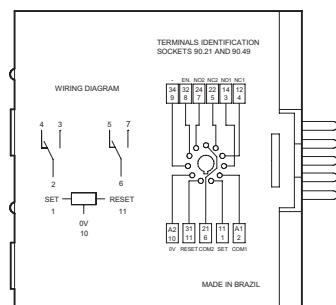 TERMINALS IDENTIFICATION
SOCKETS 90.21 AND 90.49
WIRING DIAGRAM
- EN. NO2 NC2 NO1 NC1
34 32 24 22 14 12
9 8 7 5 3 4
4 3 5 7
2 6
SET RESET
1 11
0V
10
A2 31 21 11 A1
10 11 6 1 2
0V RESET COM2 SET COM1
MADE IN BRAZIL